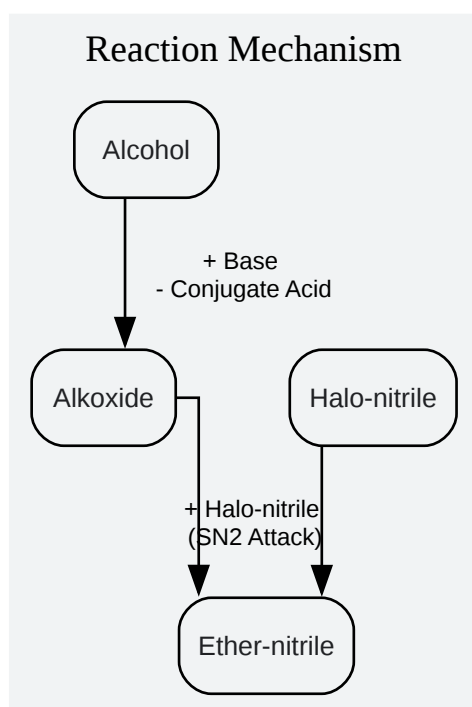 Reaction Mechanism
Alcohol
+ Base
- Conjugate Acid
Alkoxide
Halo-nitrile
+ Halo-nitrile
(SN2 Attack)
Ether-nitrile